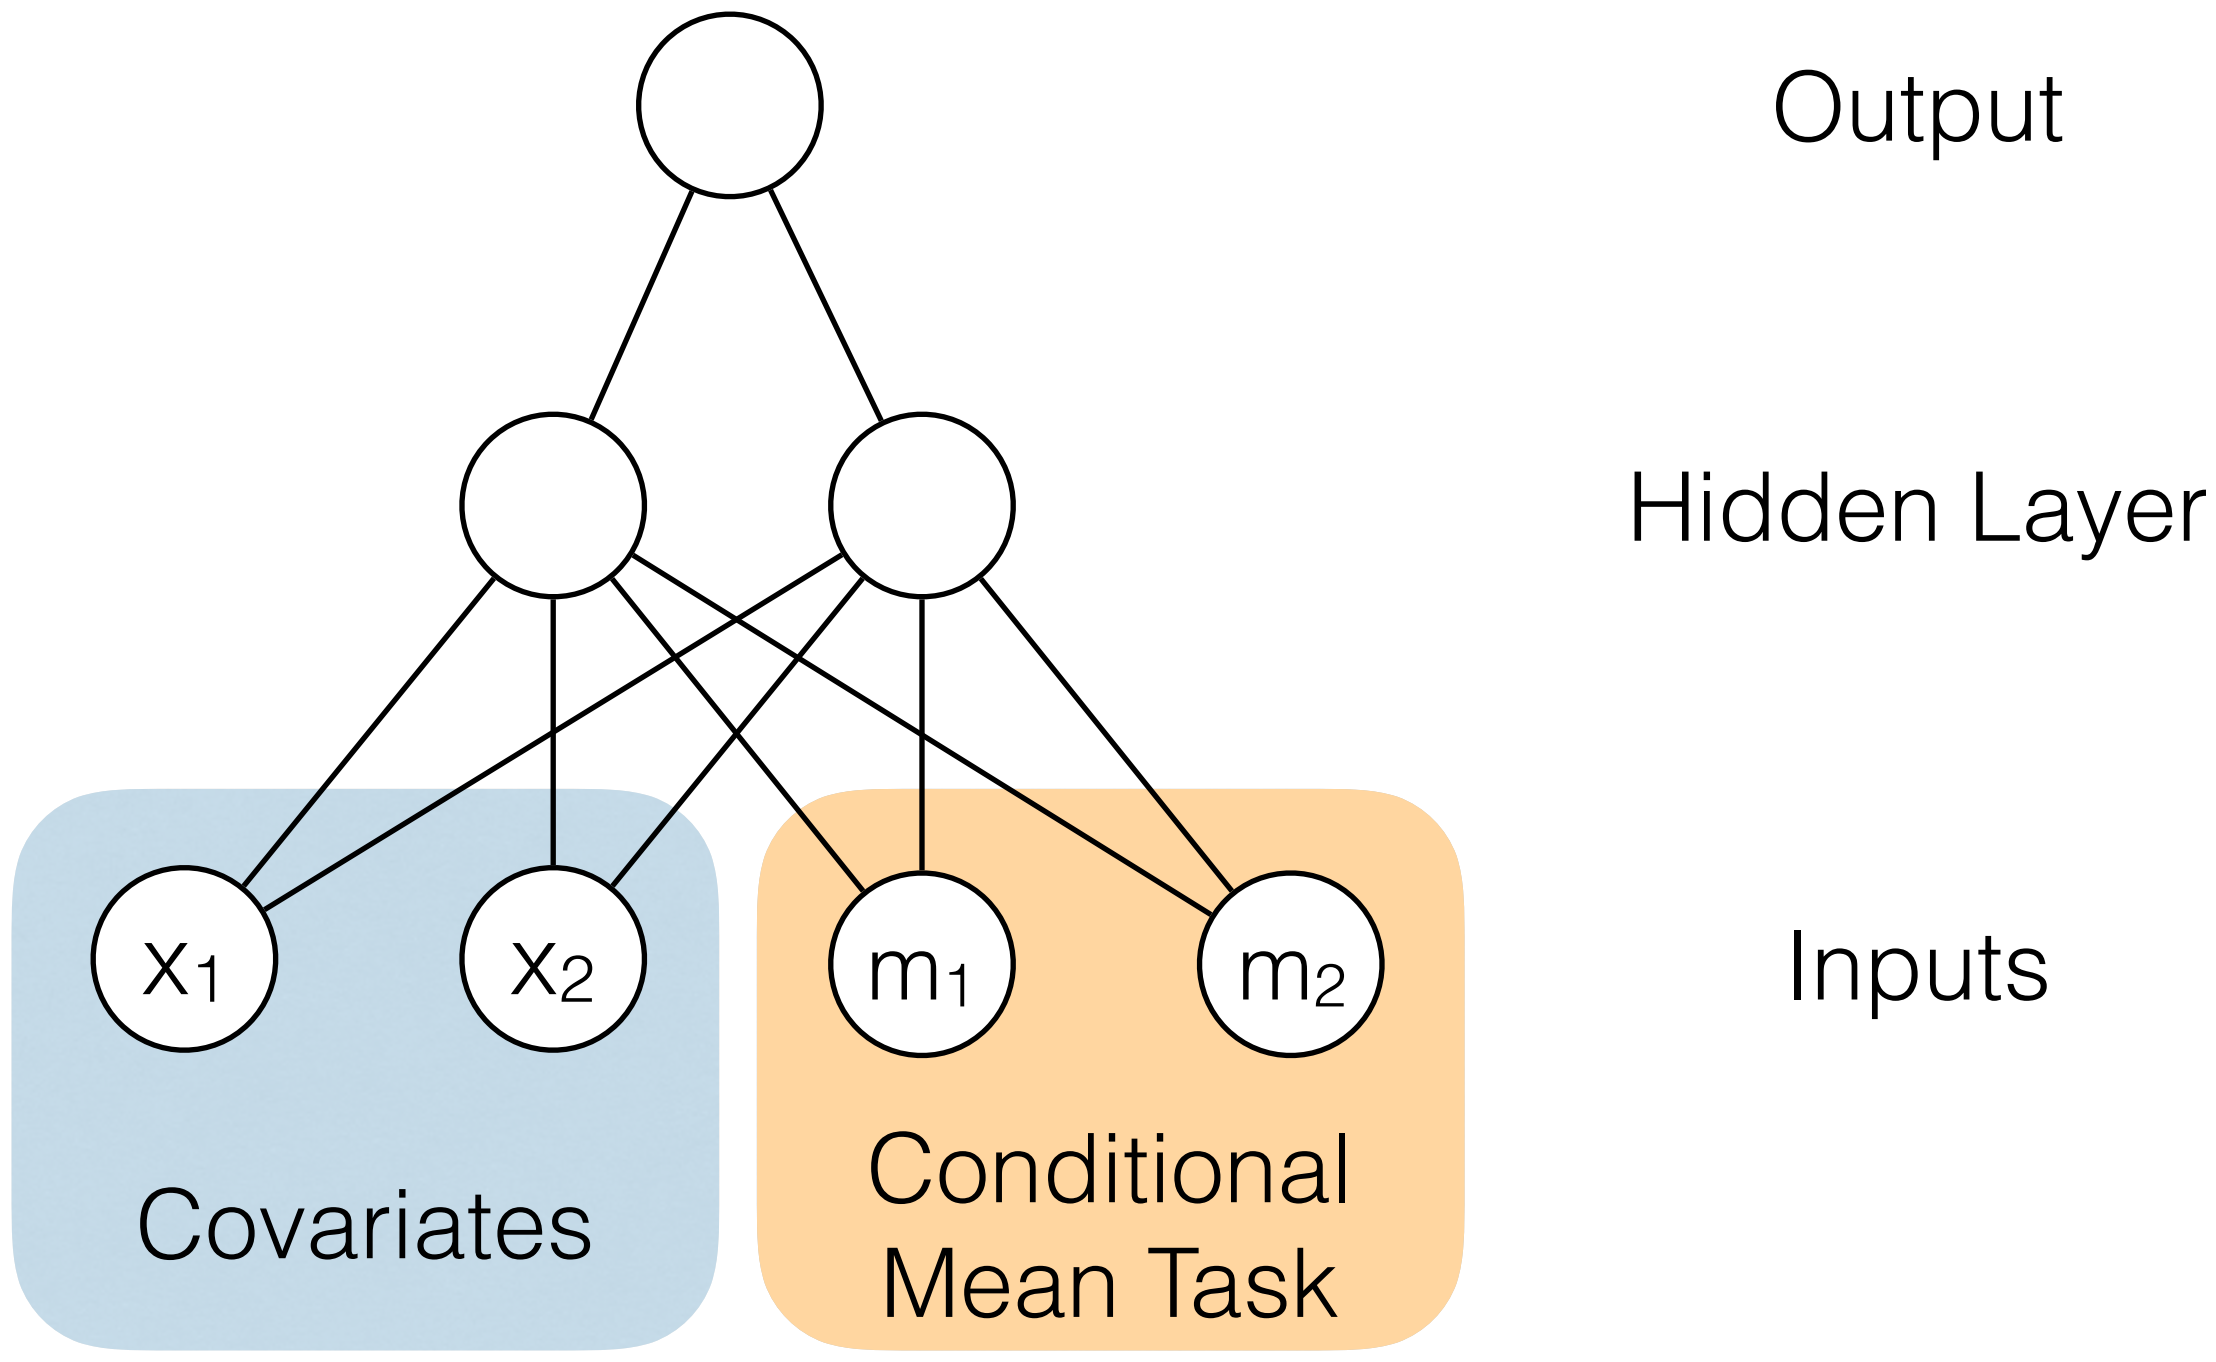 Output
Hidden Layer
x₁ x₂ m₁ m₂
Inputs
Covariates
Conditional
Mean Task